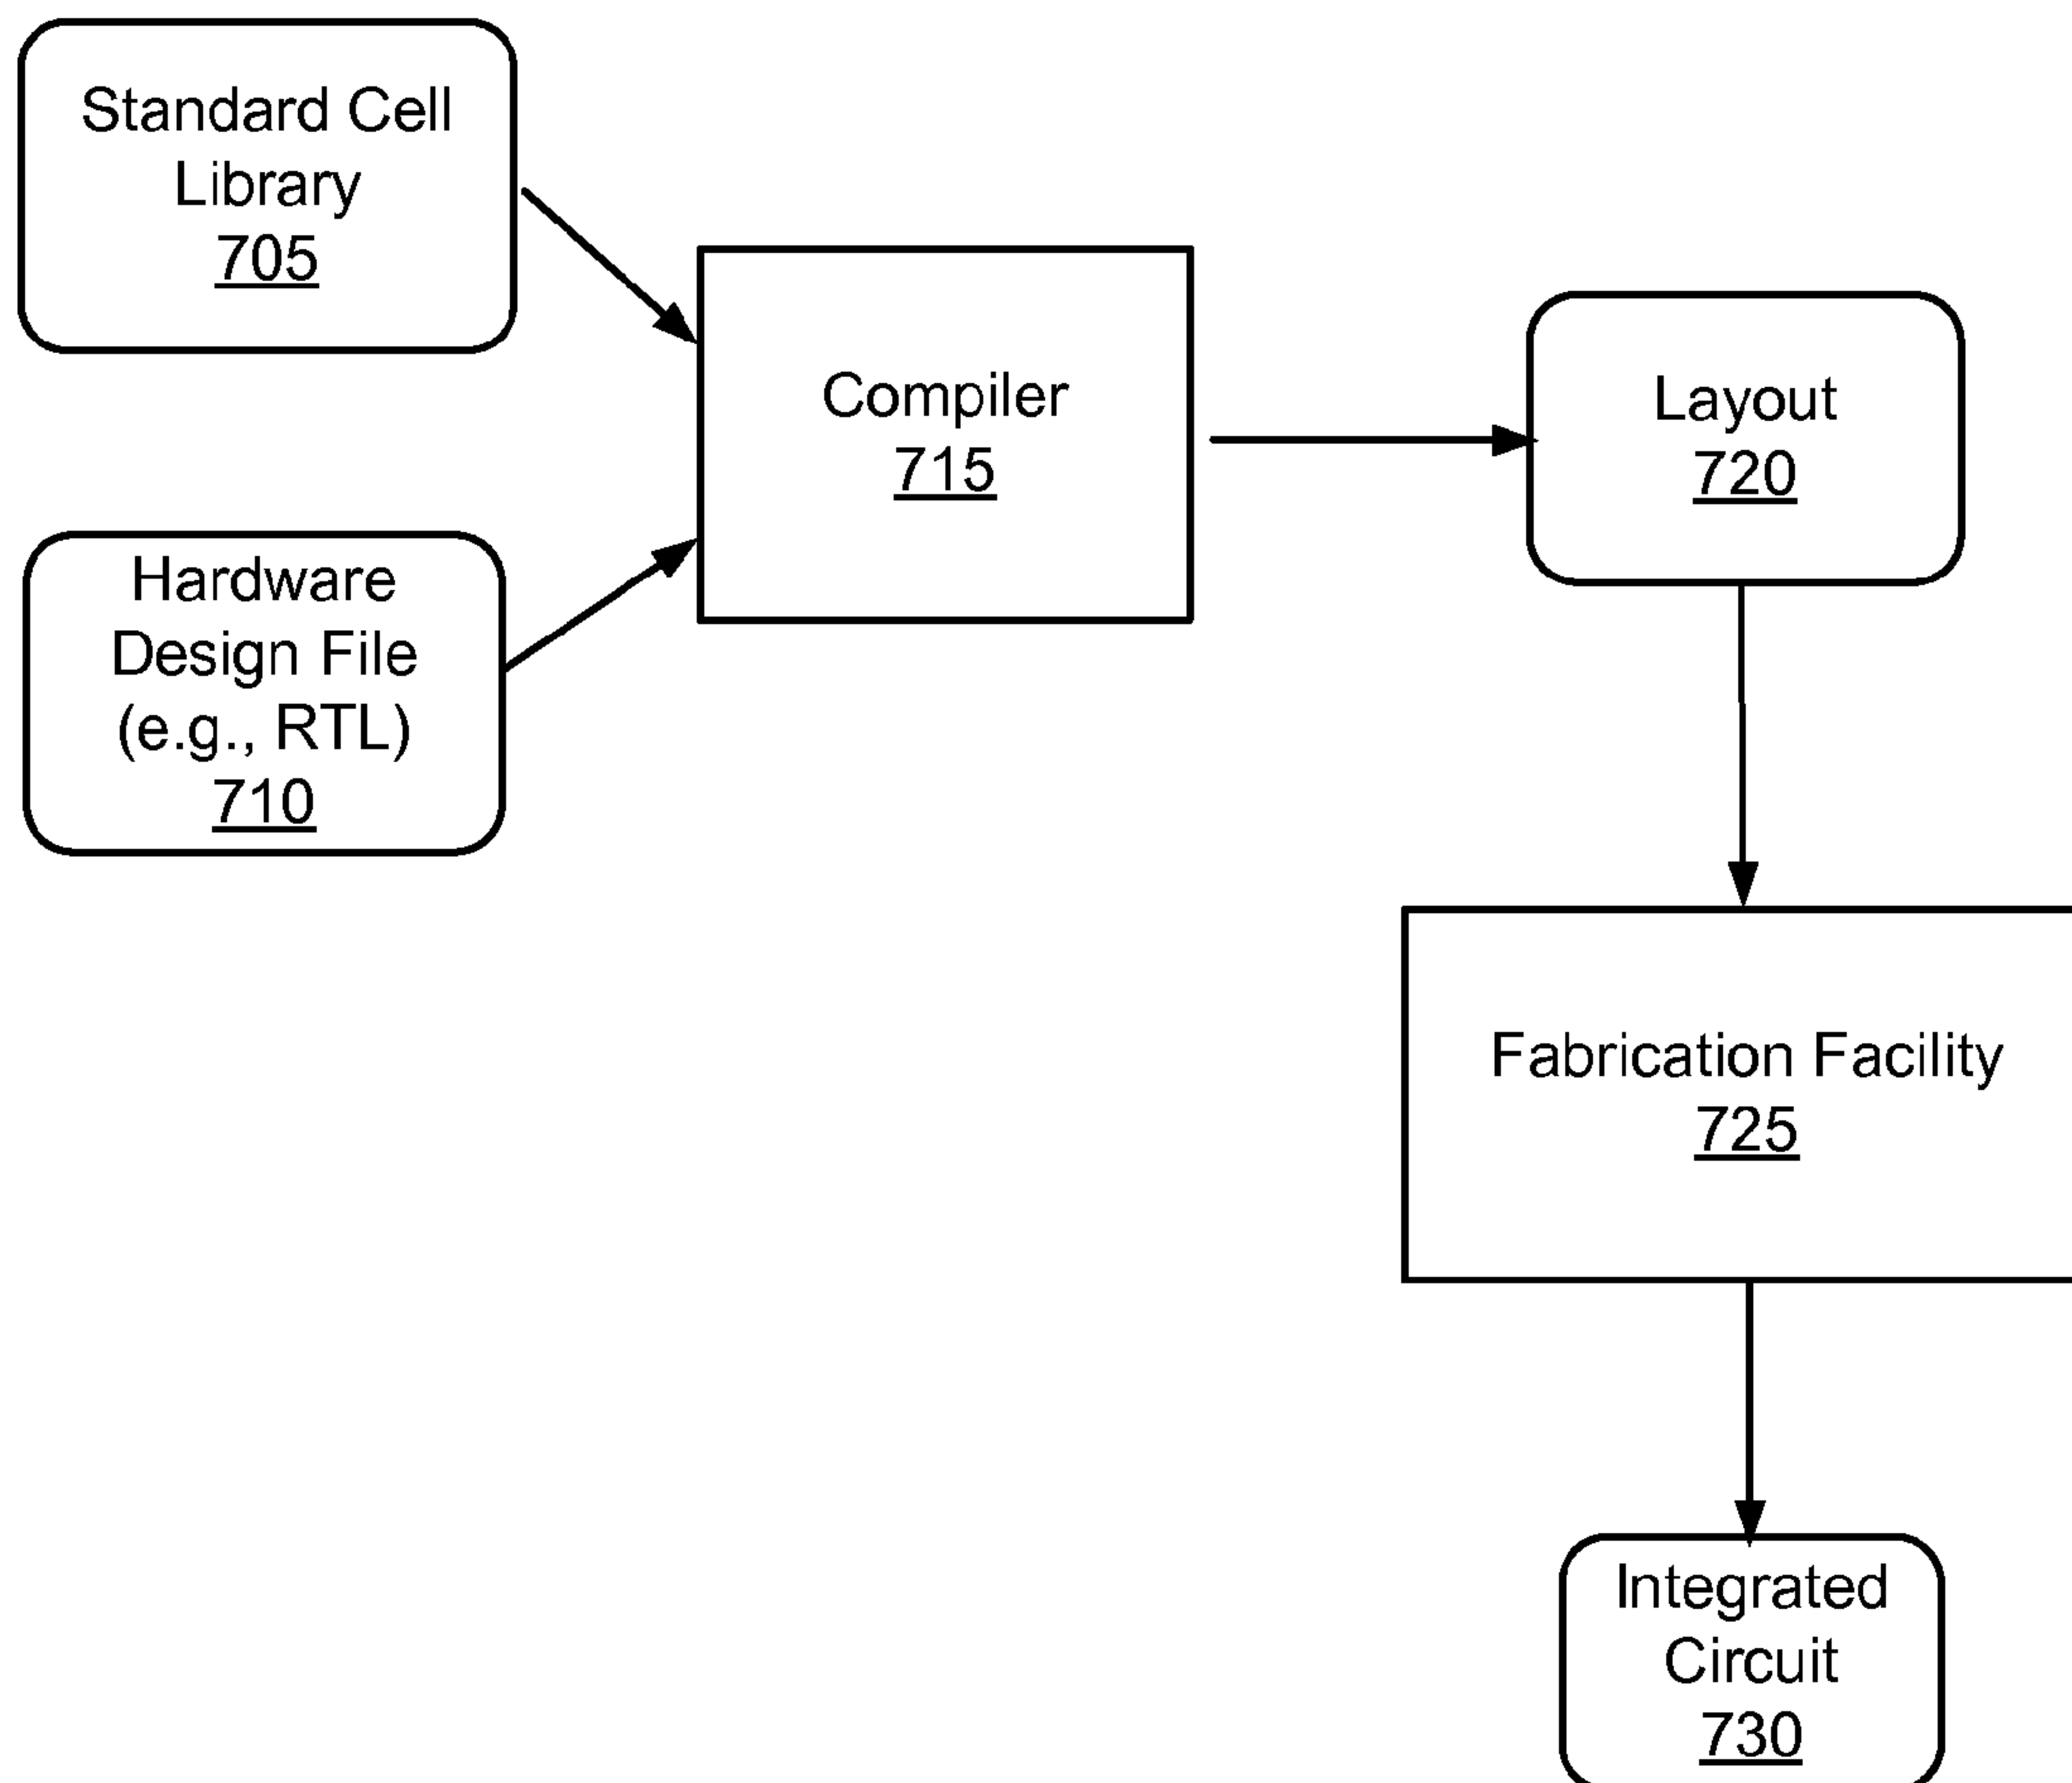 Standard Cell
Library
705
Hardware
Design File
(e.g., RTL)
710
Compiler
715
Layout
720
Fabrication Facility
725
Integrated
Circuit
730